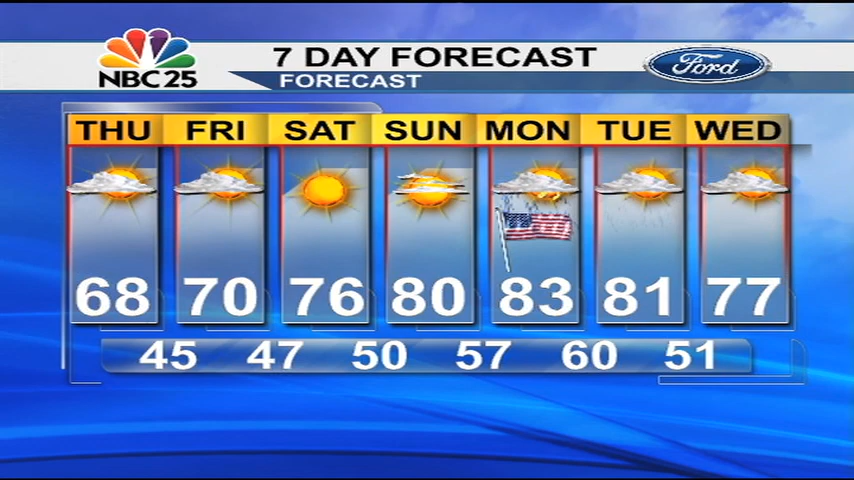 NBC25
7 DAY FORECAST
Ford
FORECAST
THU FRI SAT SUN MON TUE WED
68 70 76 80 83 81 77
45 47 50 57 60 51